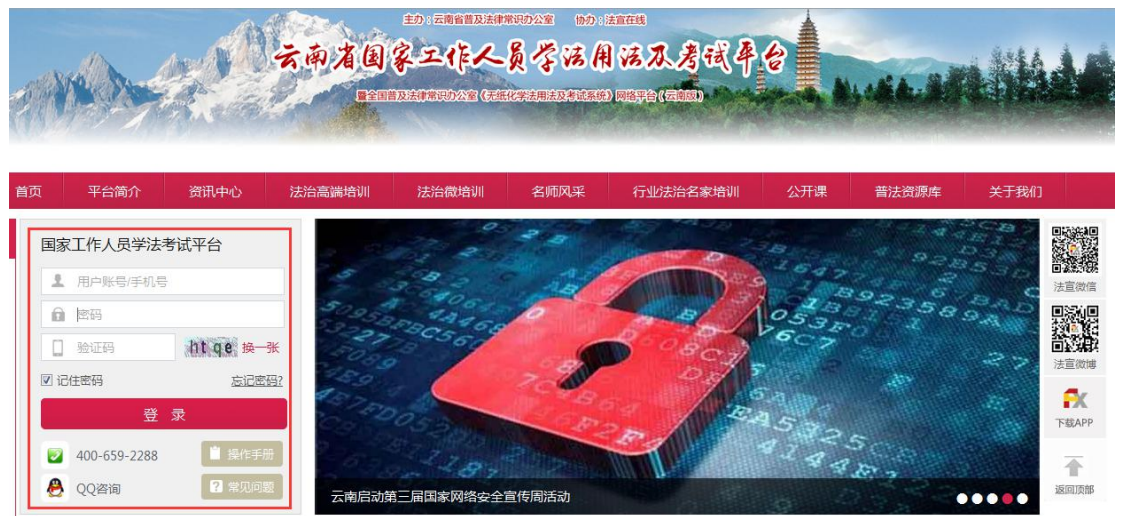 主办：云南省普及法律常识办公室 协办：法宣在线
云南省国家工作人员学法用法及考试平台
暨全国普及法律常识办公室《无纸化学法用法及考试系统》网络平台（云南版）
首页 平台简介 资讯中心 法治高端培训 法治微培训 名师风采 行业法治名家培训 公开课 普法资源库 关于我们
国家工作人员学法考试平台
用户账号/手机号
密码
验证码 ht qe 换一张
记住密码 忘记密码?
登 录
400-659-2288 操作手册
QQ咨询 常见问题
云南启动第三届国家网络安全宣传周活动
法宣微信
法宣微博
下载APP
返回顶部